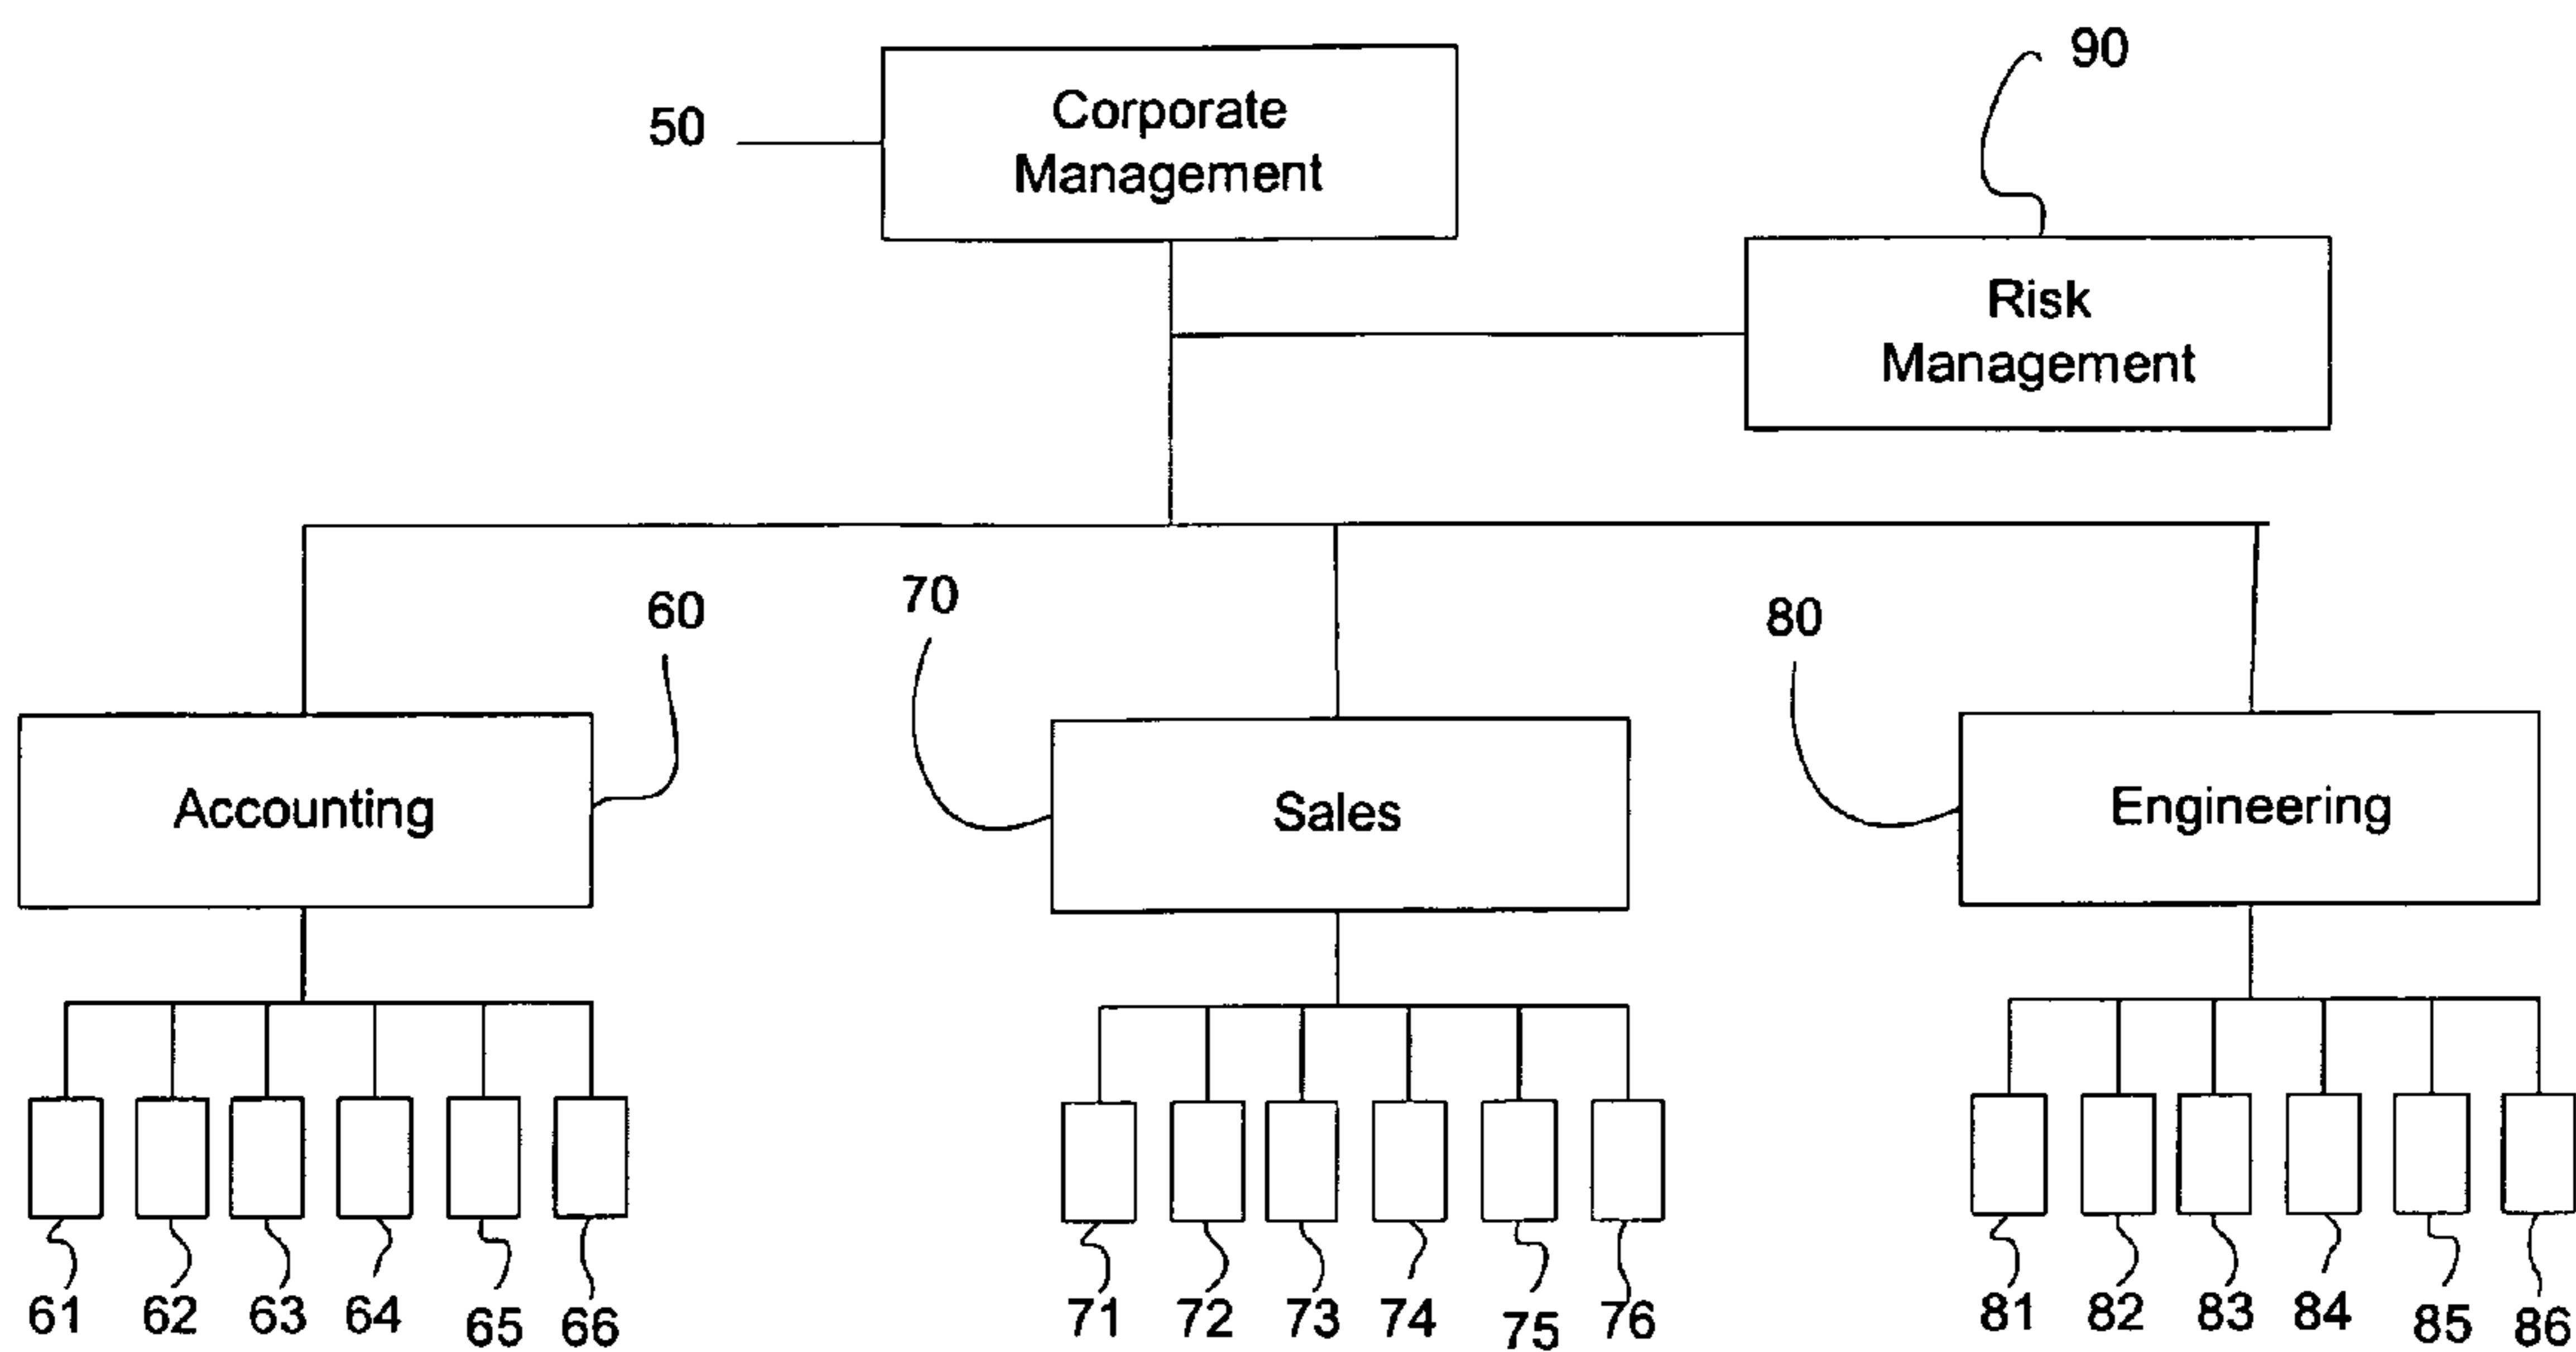 90
50
Corporate
Management
Risk
Management
60
70
80
Accounting
Sales
Engineering
61 62 63 64 65 66
71 72 73 74 75 76
81 82 83 84 85 86